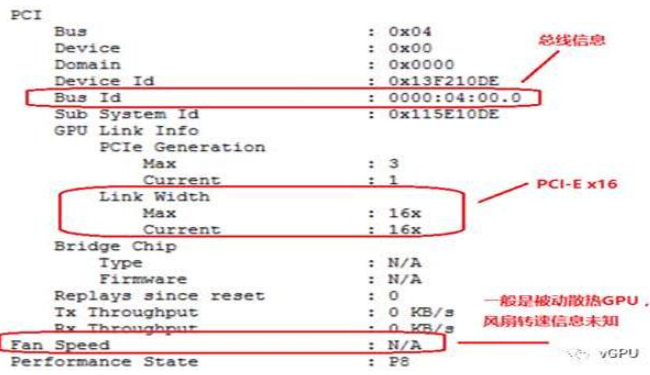 PCI
Bus : 0x04
Device : 0x00
Domain : 0x0000
Device Id : 0x13F210DE
Bus Id : 0000:04:00.0
Sub System Id : 0x115E10DE
GPU Link Info
PCIe Generation
Max : 3
Current : 1
Link Width
Max : 16x
Current : 16x
Bridge Chip
Type : N/A
Firmware : N/A
Replays since reset : 0
Tx Throughput : 0 KB/s
Rx Throughput : 0 KB/s
Fan Speed : N/A
Performance State : P8
总线信息
PCI-E x16
一般是被动散热GPU，
风扇转速信息未知
vGPU